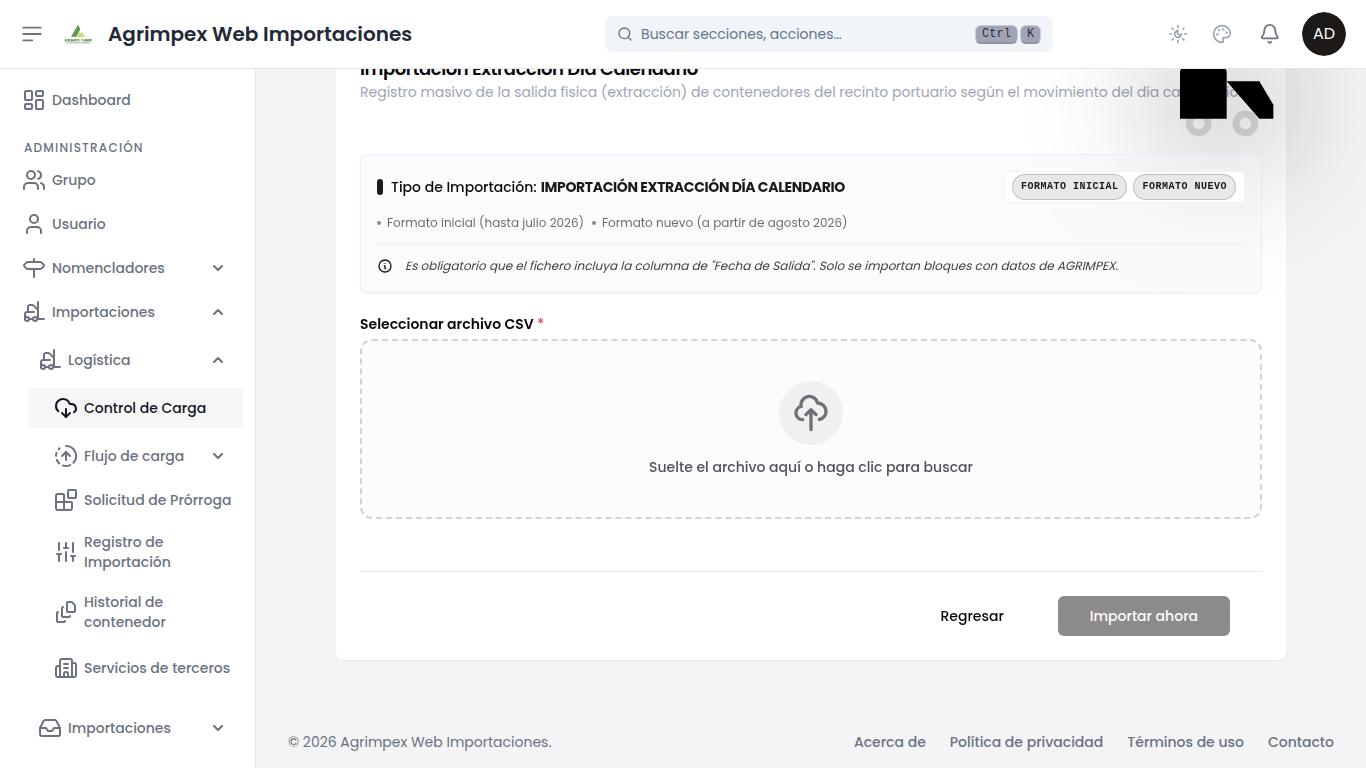 Agrimpex Web Importaciones
Buscar secciones, acciones...
Ctrl K
AD
Dashboard
ADMINISTRACIÓN
Grupo
Usuario
Nomencladores
Importaciones
Logística
Control de Carga
Flujo de carga
Solicitud de Prórroga
Registro de
Importación
Historial de
contenedor
Servicios de terceros
Importaciones
Importación Extracción Día Calendario
Registro masivo de la salida física (extracción) de contenedores del recinto portuario según el movimiento del día
Tipo de Importación: IMPORTACIÓN EXTRACCIÓN DÍA CALENDARIO
FORMATO INICIAL
FORMATO NUEVO
• Formato inicial (hasta julio 2026) • Formato nuevo (a partir de agosto 2026)
Es obligatorio que el fichero incluya la columna de "Fecha de Salida". Solo se importan bloques con datos de AGRIMPEX.
Seleccionar archivo CSV *
Suelte el archivo aquí o haga clic para buscar
Regresar
Importar ahora
© 2026 Agrimpex Web Importaciones.
Acerca de
Política de privacidad
Términos de uso
Contacto